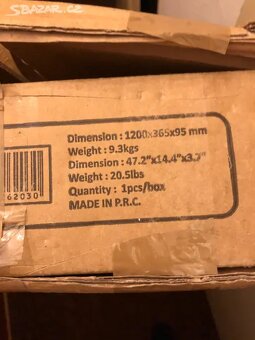 SBAZAR.CZ
Dimension : 1200x365x95 mm
Weight : 9.3kgs
Dimension : 47.2"x14.4"x3.7"
Weight : 20.5lbs
Quantity : 1pcs/box
MADE IN P.R.C.
62030